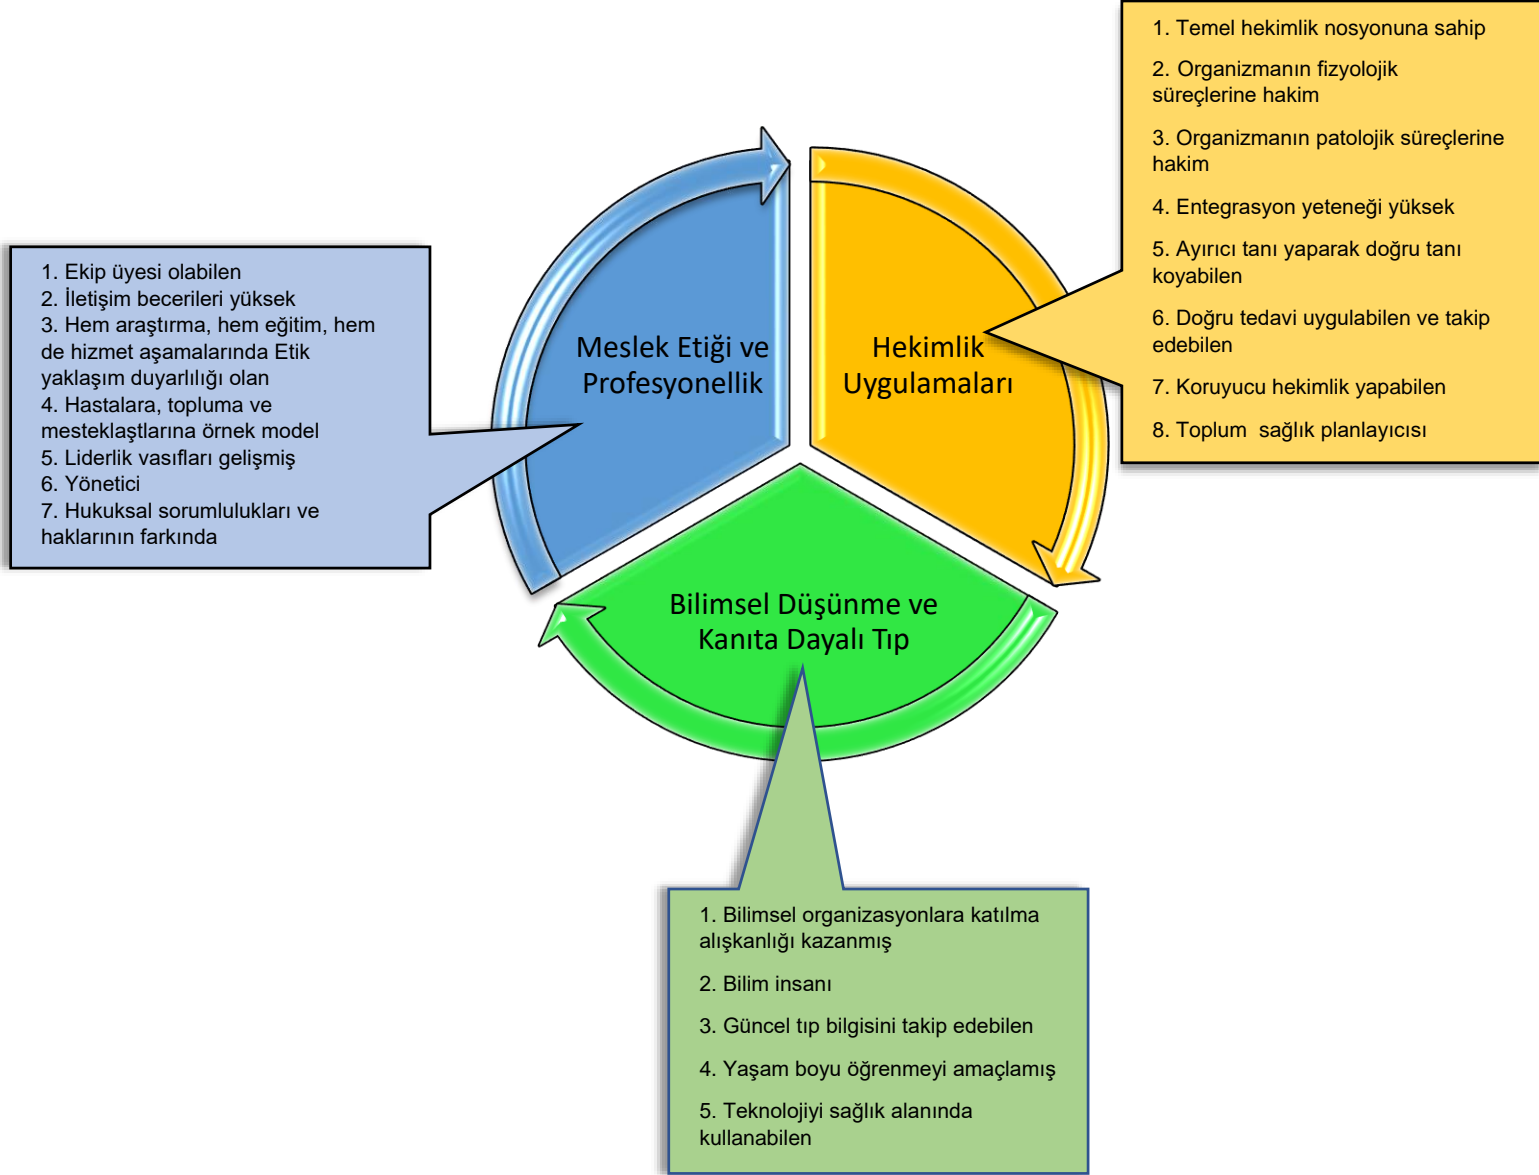 1. Temel hekimlik nosyonuna sahip
2. Organizmanın fizyolojik
süreçlerine hakim
3. Organizmanın patolojik süreçlerine
hakim
4. Entegrasyon yeteneği yüksek
5. Ayırıcı tanı yaparak doğru tanı
koyabilen
6. Doğru tedavi uygulabilen ve takip
edebilen
7. Koruyucu hekimlik yapabilen
8. Toplum  sağlık planlayıcısı
1. Ekip üyesi olabilen
2. İletişim becerileri yüksek
3. Hem araştırma, hem eğitim, hem
de hizmet aşamalarında Etik
yaklaşım duyarlılığı olan
4. Hastalara, topluma ve
mesteklaştlarına örnek model
5. Liderlik vasıfları gelişmiş
6. Yönetici
7. Hukuksal sorumlulukları ve
haklarının farkında
Meslek Etiği ve
Profesyonellik
Hekimlik
Uygulamaları
Bilimsel Düşünme ve
Kanıta Dayalı Tıp
1. Bilimsel organizasyonlara katılma
alışkanlığı kazanmış
2. Bilim insanı
3. Güncel tıp bilgisini takip edebilen
4. Yaşam boyu öğrenmeyi amaçlamış
5. Teknolojiyi sağlık alanında
kullanabilen